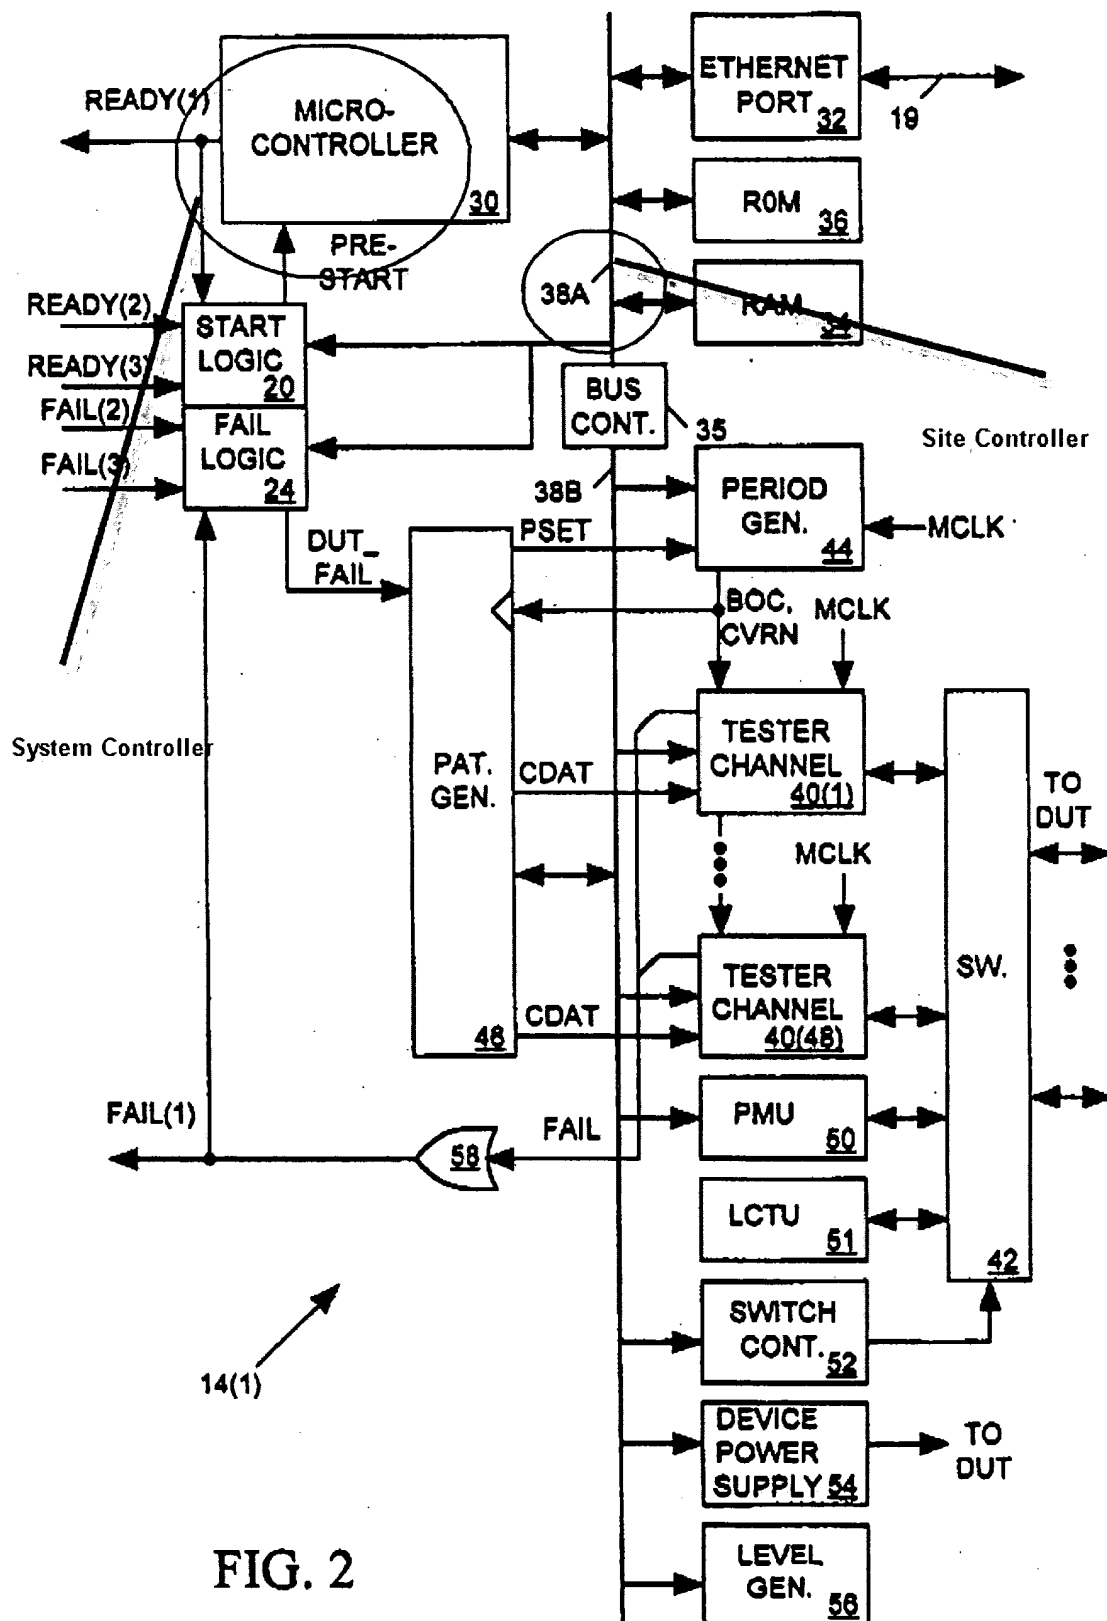 READY(1)
MICRO-
CONTROLLER
30
PRE-
START
ETHERNET
PORT
32
19
R0M
36
38A
RAM
34
READY(2)
READY(3)
START
LOGIC
20
FAIL(2)
FAIL(3)
FAIL
LOGIC
24
BUS
CONT.
35
Site Controller
38B
PERIOD
GEN.
44
MCLK
PSET
DUT_
FAIL
BOC,
CVRN
MCLK
System Controller
PAT.
GEN.
46
CDAT
TESTER
CHANNEL
40(1)
TO
DUT
MCLK
SW.
42
CDAT
TESTER
CHANNEL
40(48)
FAIL(1)
58
FAIL
PMU
50
LCTU
51
SWITCH
CONT.
52
14(1)
DEVICE
POWER
SUPPLY
54
TO
DUT
LEVEL
GEN.
56
FIG. 2